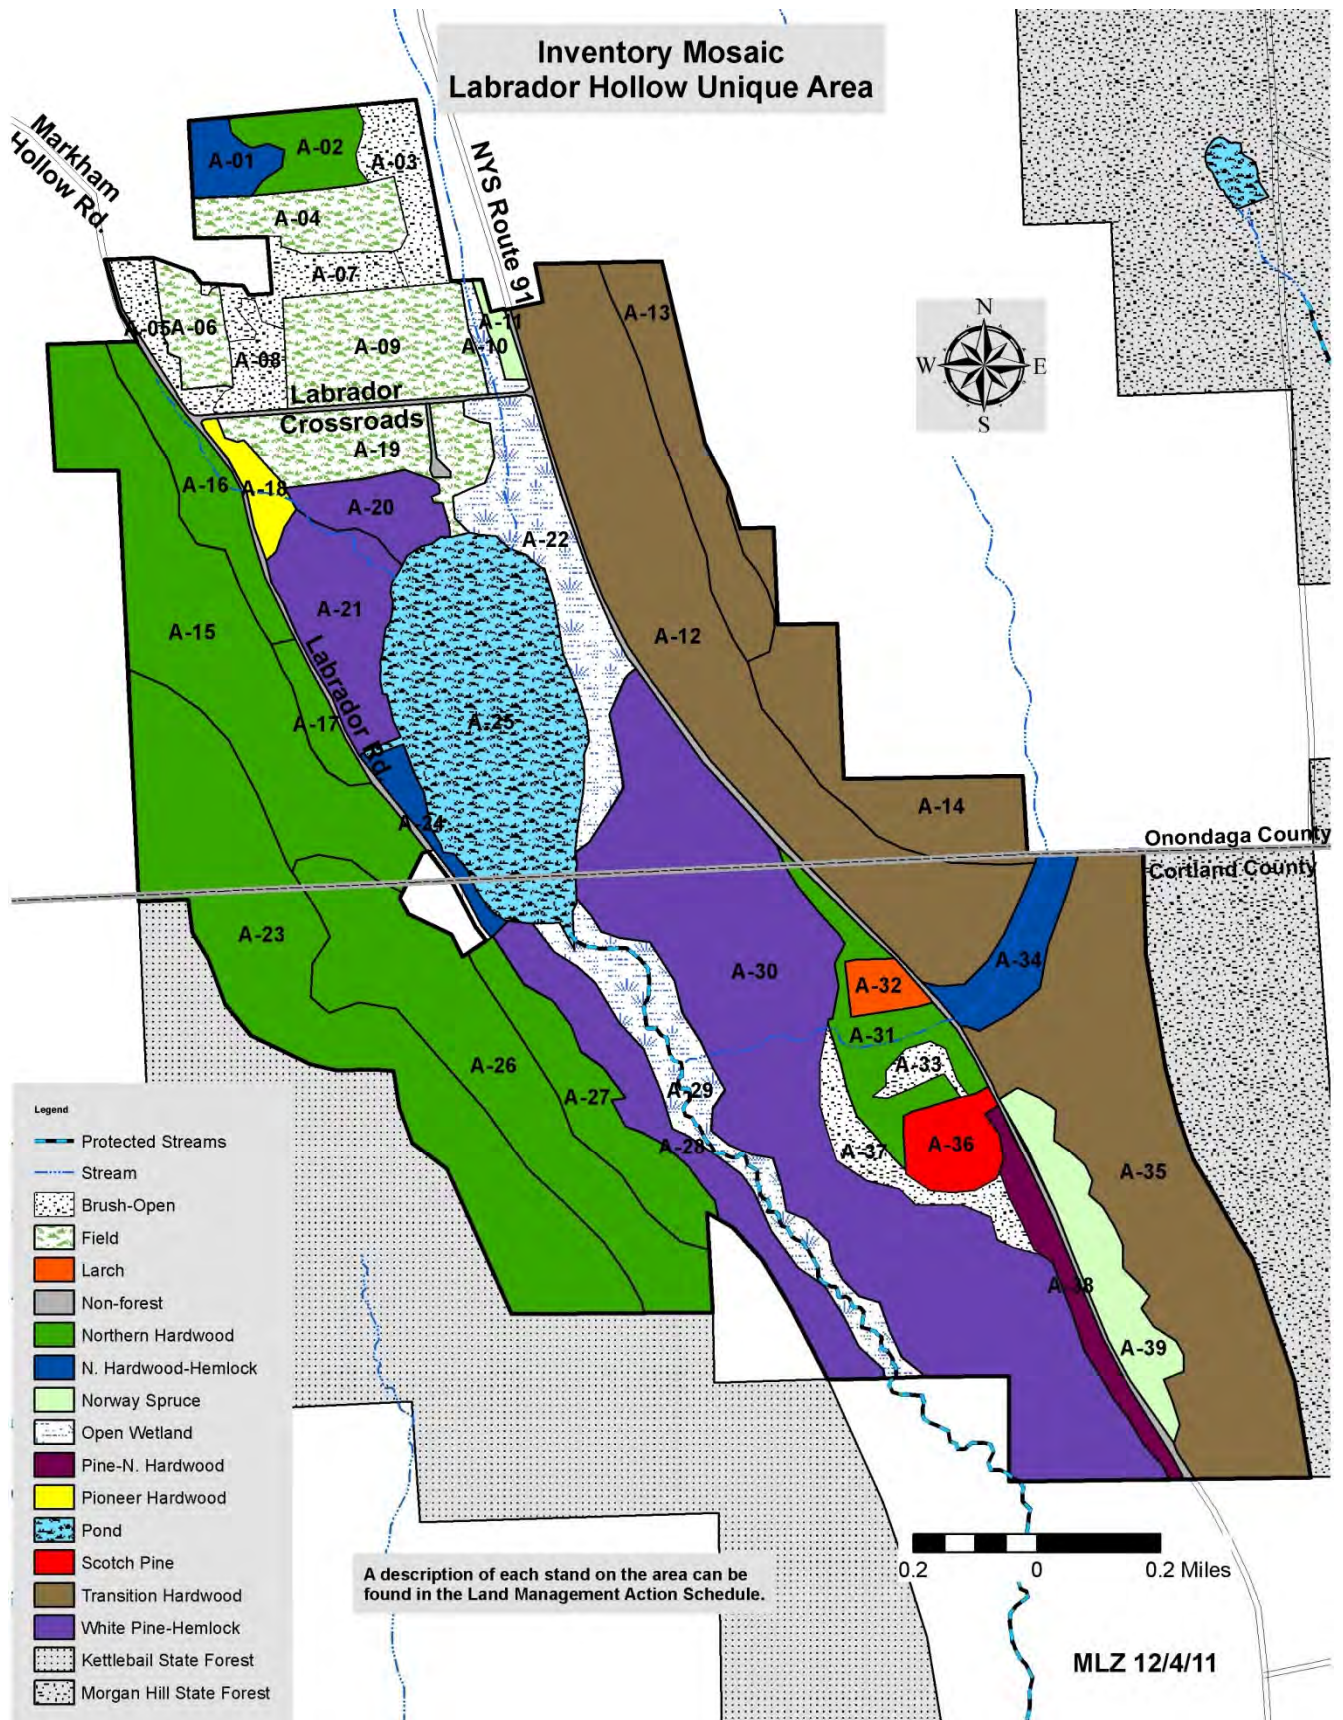 Inventory Mosaic
Labrador Hollow Unique Area
Markham
Hollow Rd.
NYS Route 91
A-01
A-02
A-03
A-04
A-07
A-05
A-06
A-08
A-09
A-11
A-10
A-13
N
W
E
S
Labrador
Crossroads
A-19
A-16
A-18
A-20
A-22
A-21
A-15
A-12
Labrador Rd.
A-17
A-25
A-24
A-14
Onondaga County
Cortland County
A-23
A-30
A-32
A-34
A-31
A-26
A-33
A-27
A-29
A-28
A-37
A-36
A-35
A-38
A-39
Legend
Protected Streams
Stream
Brush-Open
Field
Larch
Non-forest
Northern Hardwood
N. Hardwood-Hemlock
Norway Spruce
Open Wetland
Pine-N. Hardwood
Pioneer Hardwood
Pond
Scotch Pine
Transition Hardwood
White Pine-Hemlock
Kettlebail State Forest
Morgan Hill State Forest
A description of each stand on the area can be
found in the Land Management Action Schedule.
0.2 0 0.2 Miles
MLZ 12/4/11